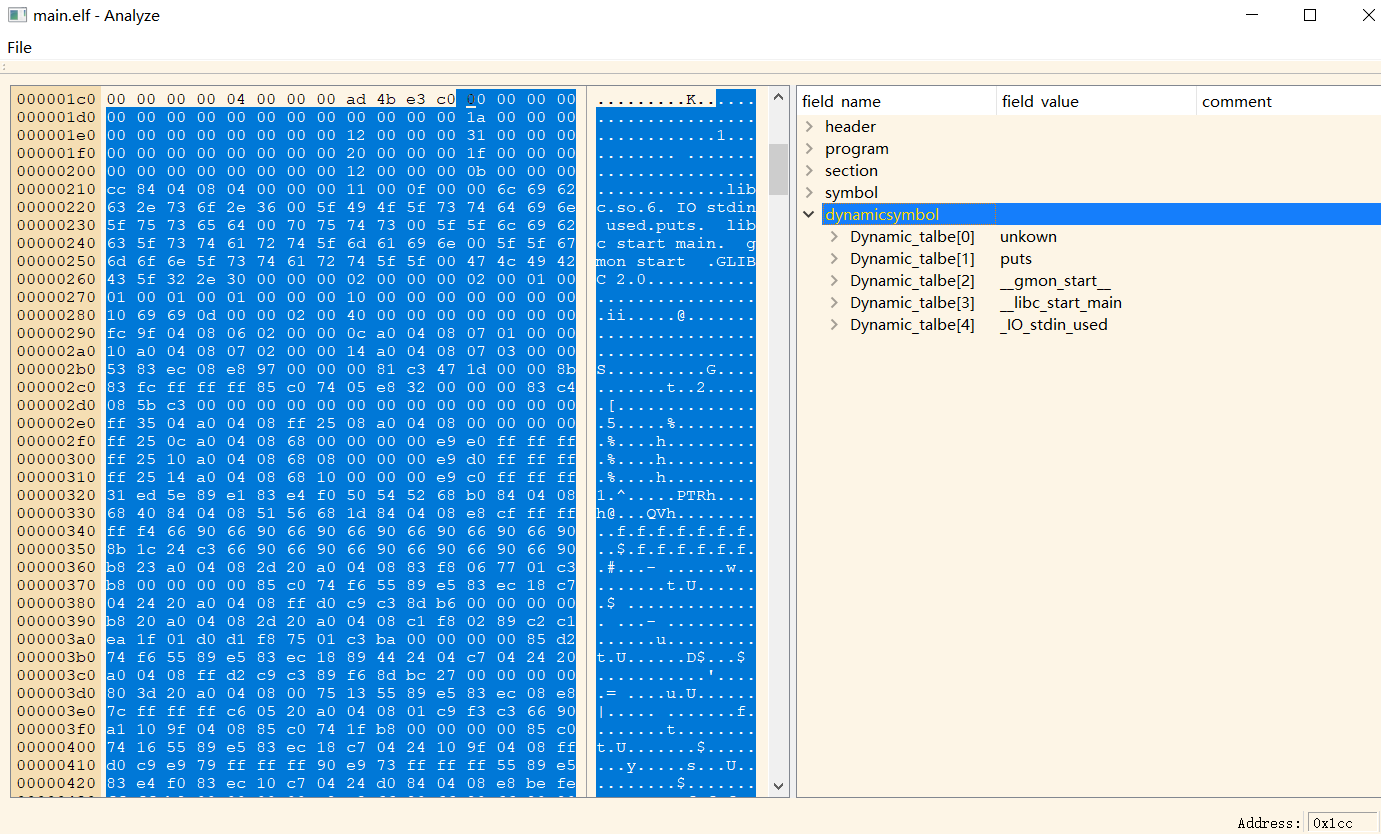 main.elf - Analyze
File
000001c0 00 00 00 00 04 00 00 00 ad 4b e3 c0 00 00 00 00 .........K......
000001d0 00 00 00 00 00 00 00 00 00 00 00 00 1a 00 00 00 ................
000001e0 00 00 00 00 00 00 00 00 12 00 00 00 31 00 00 00 ............1...
000001f0 00 00 00 00 00 00 00 00 20 00 00 00 1f 00 00 00 ........ .......
00000200 00 00 00 00 00 00 00 00 12 00 00 00 0b 00 00 00 ................
00000210 cc 84 04 08 04 00 00 00 11 00 0f 00 00 6c 69 62 .............lib
00000220 63 2e 73 6f 2e 36 00 5f 49 4f 5f 73 74 64 69 6e c.so.6._IO_stdin
00000230 5f 75 73 65 64 00 70 75 74 73 00 5f 5f 6c 69 62 _used.puts.__lib
00000240 63 5f 73 74 61 72 74 5f 6d 61 69 6e 00 5f 5f 67 c_start_main.__g
00000250 6d 6f 6e 5f 73 74 61 72 74 5f 5f 00 47 4c 49 42 mon_start__.GLIB
00000260 43 5f 32 2e 30 00 00 00 00 00 02 00 00 00 02 00 C_2.0...........
00000280 10 69 69 0d 00 00 02 00 40 00 00 00 00 00 00 00 .ii.....@.......
00000290 fc 9f 04 08 06 02 00 00 0c a0 04 08 07 01 00 00 ................
000002a0 10 a0 04 08 07 02 00 00 14 a0 04 08 07 03 00 00 ................
000002b0 53 83 ec 08 e8 97 00 00 00 81 c3 47 1d 00 00 8b S..........G....
000002c0 83 fc ff ff ff 85 c0 74 05 e8 32 00 00 00 83 c4 .......t..2.....
000002d0 08 5b c3 00 00 00 00 00 00 00 00 00 00 00 00 00 .[..............
000002e0 ff 35 04 a0 04 08 ff 25 08 a0 04 08 00 00 00 00 .5.....%........
000002f0 ff 25 0c a0 04 08 68 00 00 00 00 e9 e0 ff ff ff .%....h.........
00000300 ff 25 10 a0 04 08 68 08 00 00 00 e9 d0 ff ff ff .%....h.........
00000310 ff 25 14 a0 04 08 68 10 00 00 00 e9 c0 ff ff ff .%....h.........
00000320 31 ed 5e 89 e1 83 e4 f0 50 54 52 68 b0 84 04 08 1.^.....PTRh....
00000330 68 40 84 04 08 51 56 68 1d 84 04 08 e8 cf ff ff h@...QVh........
00000340 ff f4 66 90 66 90 66 90 66 90 66 90 66 90 66 90 ..f.f.f.f.f.f.f.
00000350 8b 1c 24 c3 66 90 66 90 66 90 66 90 66 90 66 90 ..$.f.f.f.f.f.f.
00000360 b8 23 a0 04 08 2d 20 a0 04 08 83 f8 06 77 01 c3 .#...- ......w..
00000370 b8 00 00 00 00 85 c0 74 f6 55 89 e5 83 ec 18 c7 .......t.U......
00000380 04 24 20 a0 04 08 ff d0 c9 c3 8d b6 00 00 00 00 .$ .............
00000390 b8 20 a0 04 08 2d 20 a0 04 08 c1 f8 02 89 c2 c1 . ...- .........
000003a0 ea 1f 01 d0 d1 f8 75 01 c3 ba 00 00 00 00 85 d2 ......u.........
000003b0 74 f6 55 89 e5 83 ec 18 89 44 24 04 c7 04 24 20 t.U......D$...$
000003c0 a0 04 08 ff d2 c9 c3 89 f6 8d bc 27 00 00 00 00 ...........'....
000003d0 80 3d 20 a0 04 08 00 75 13 55 89 e5 83 ec 08 e8 .= ....u.U......
000003e0 7c ff ff ff c6 05 20 a0 04 08 01 c9 f3 c3 66 90 |..... .......f.
000003f0 a1 10 9f 04 08 85 c0 74 1f b8 00 00 00 00 85 c0 .......t........
00000400 74 16 55 89 e5 83 ec 18 c7 04 24 10 9f 04 08 ff t.U.......$.....
00000410 d0 c9 e9 79 ff ff ff 90 e9 73 ff ff ff 55 89 e5 ...y.....s...U..
00000420 83 e4 f0 83 ec 10 c7 04 24 d0 84 04 08 e8 be fe ........$.......
field name field value comment
header
program
section
symbol
dynamicsymbol
Dynamic_talbe[0] unkown
Dynamic_talbe[1] puts
Dynamic_talbe[2] __gmon_start__
Dynamic_talbe[3] __libc_start_main
Dynamic_talbe[4] _IO_stdin_used
Address: 0x1cc